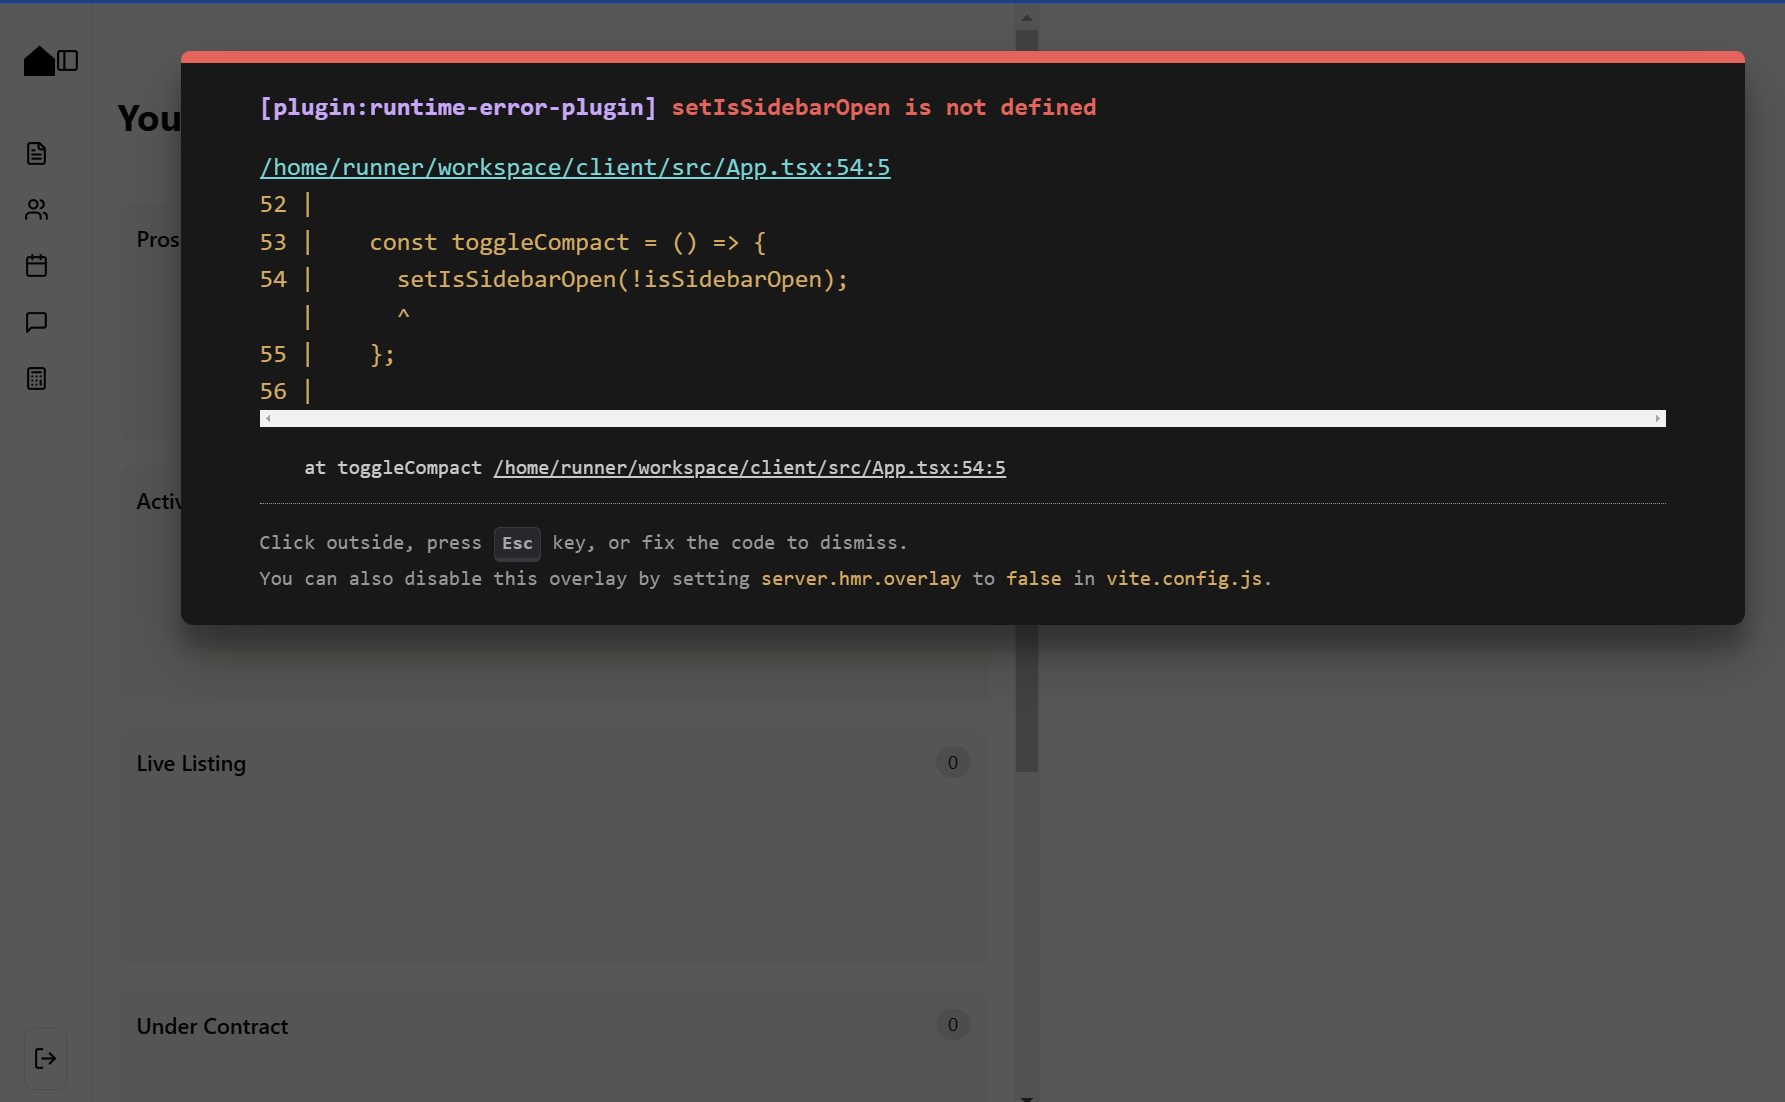 You
[plugin:runtime-error-plugin] setIsSidebarOpen is not defined
/home/runner/workspace/client/src/App.tsx:54:5
52 |
53 |    const toggleCompact = () => {
54 |      setIsSidebarOpen(!isSidebarOpen);
   |      ^
55 |    };
56 |
at toggleCompact /home/runner/workspace/client/src/App.tsx:54:5
Click outside, press Esc key, or fix the code to dismiss.
You can also disable this overlay by setting server.hmr.overlay to false in vite.config.js.
Pros
Activ
Live Listing 0
Under Contract 0